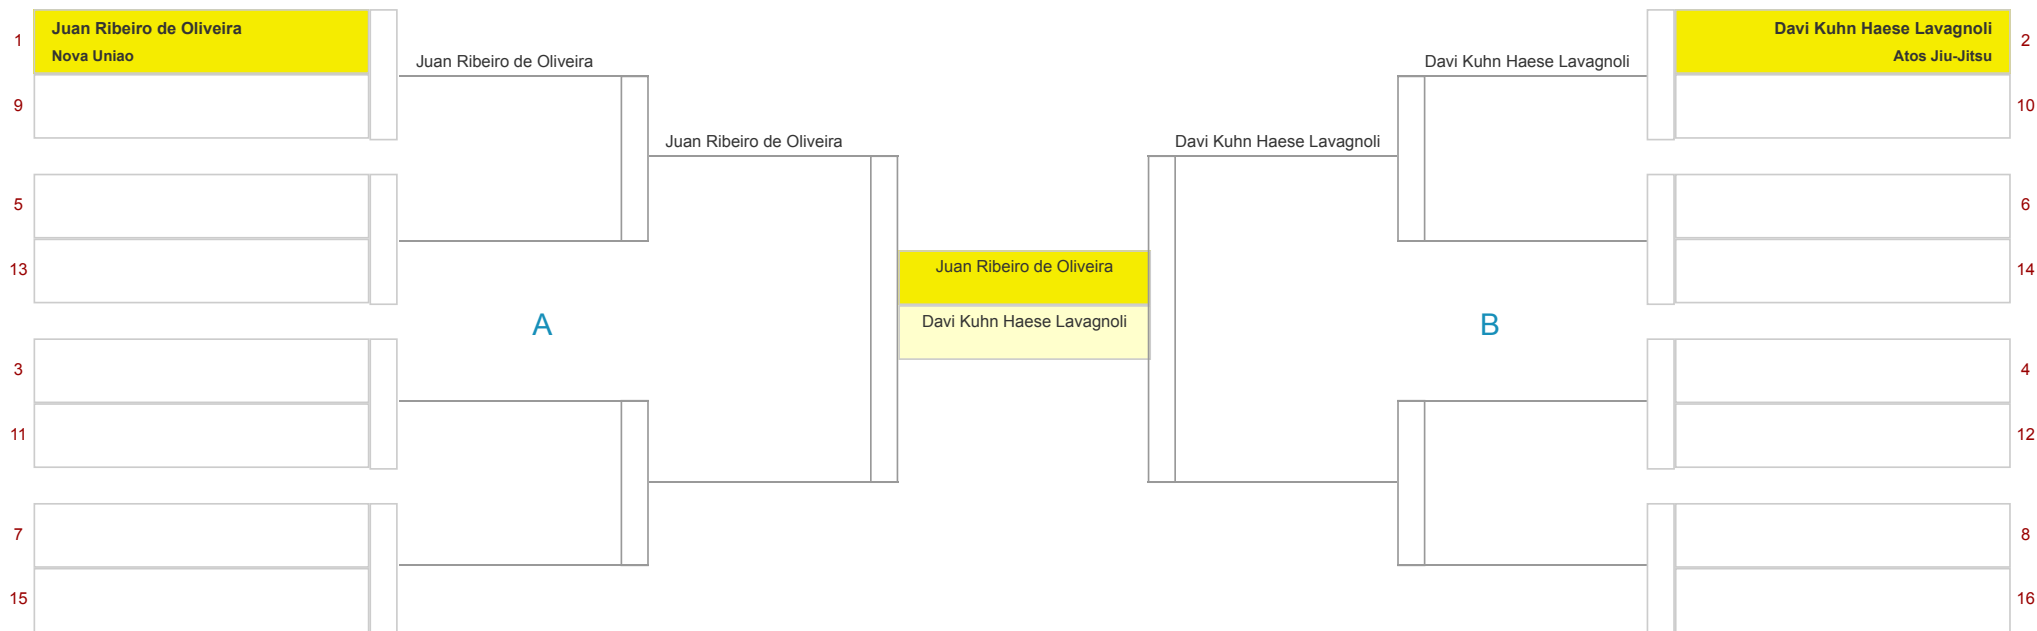 1
Juan Ribeiro de Oliveira
Nova Uniao
9
5
13
3
11
7
15
Juan Ribeiro de Oliveira
Juan Ribeiro de Oliveira
A
Juan Ribeiro de Oliveira
Davi Kuhn Haese Lavagnoli
Davi Kuhn Haese Lavagnoli
Davi Kuhn Haese Lavagnoli
B
Davi Kuhn Haese Lavagnoli
Atos Jiu-Jitsu
2
10
6
14
4
12
8
16